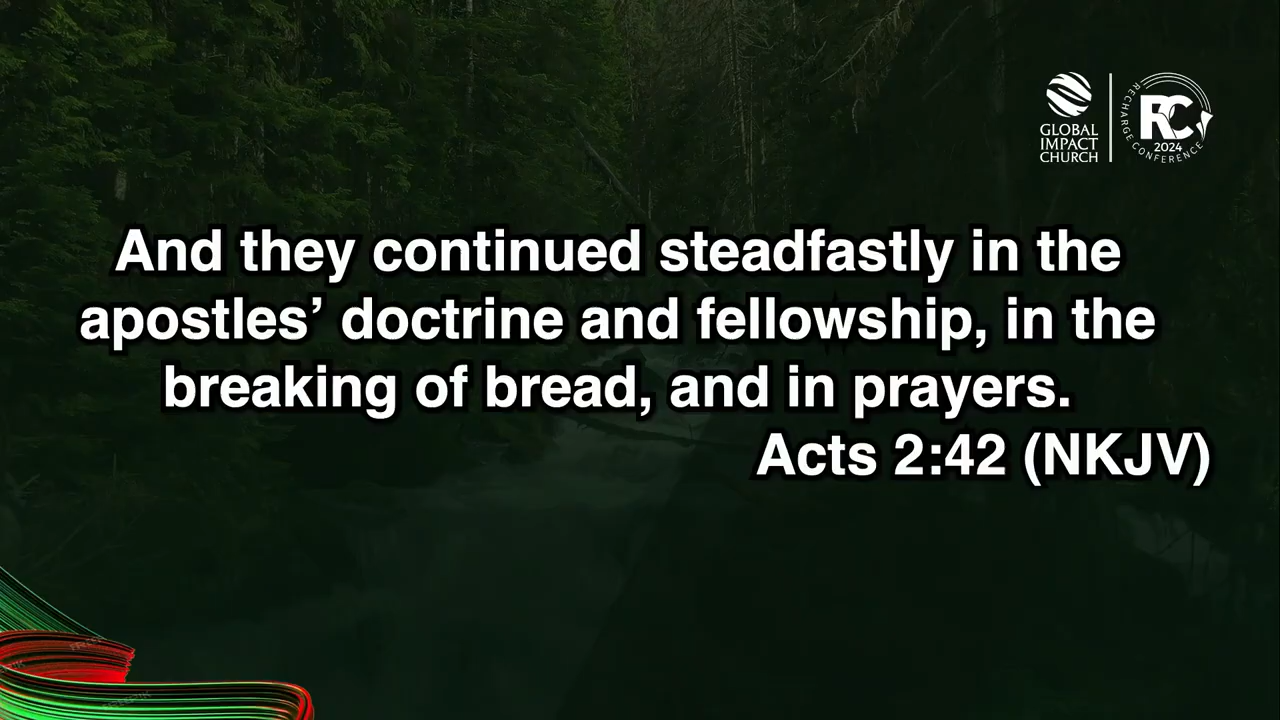 GLOBAL
IMPACT
CHURCH
RC
2024
RECHARGE CONFERENCE
And they continued steadfastly in the
apostles’ doctrine and fellowship, in the
breaking of bread, and in prayers.
Acts 2:42 (NKJV)